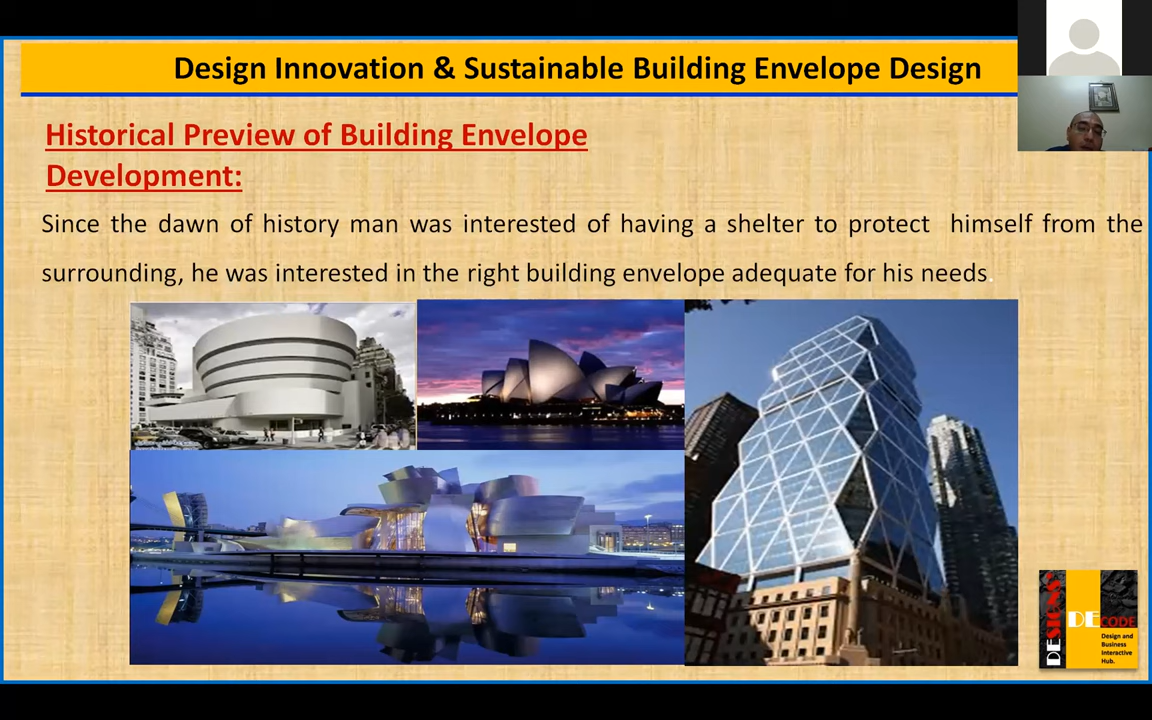 Design Innovation & Sustainable Building Envelope Design
Historical Preview of Building Envelope
Development:
Since the dawn of history man was interested of having a shelter to protect himself from the
surrounding, he was interested in the right building envelope adequate for his needs.
DESIGN
DECODE
Design and
Business
Interactive
Hub.